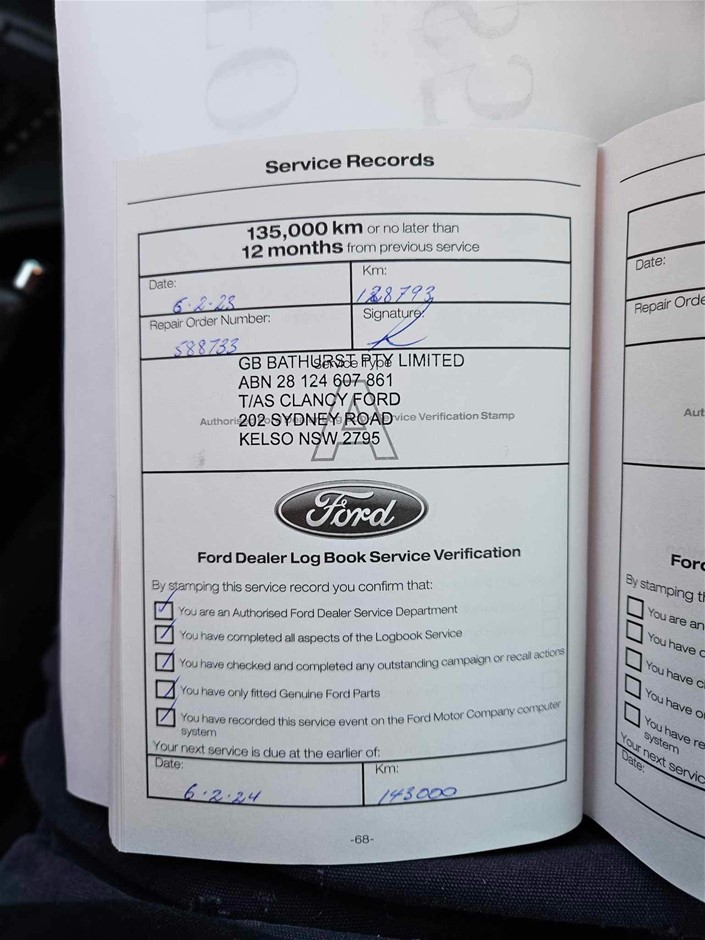 Service Records
135,000 km or no later than
12 months from previous service
Date:
6.2.23
Km:
128793
Repair Order Number:
588733
Signature:
Service Type
A
GB BATHURST PTY LIMITED
ABN 28 124 607 861
T/AS CLANCY FORD
202 SYDNEY ROAD
KELSO NSW 2795
Service Verification Stamp
Ford
Ford Dealer Log Book Service Verification
By stamping this service record you confirm that:
You are an Authorised Ford Dealer Service Department
You have completed all aspects of the Logbook Service
You have checked and completed any outstanding campaign or recall actions
You have only fitted Genuine Ford Parts
You have recorded this service event on the Ford Motor Company computer
system
Your next service is due at the earlier of:
Date:
6.2.24
Km:
143000
-68-
Date:
Repair Orde
Aut
Ford
By stamping t
You are an
You have c
You have c
You have o
You have re
system
Your next servic
Date: